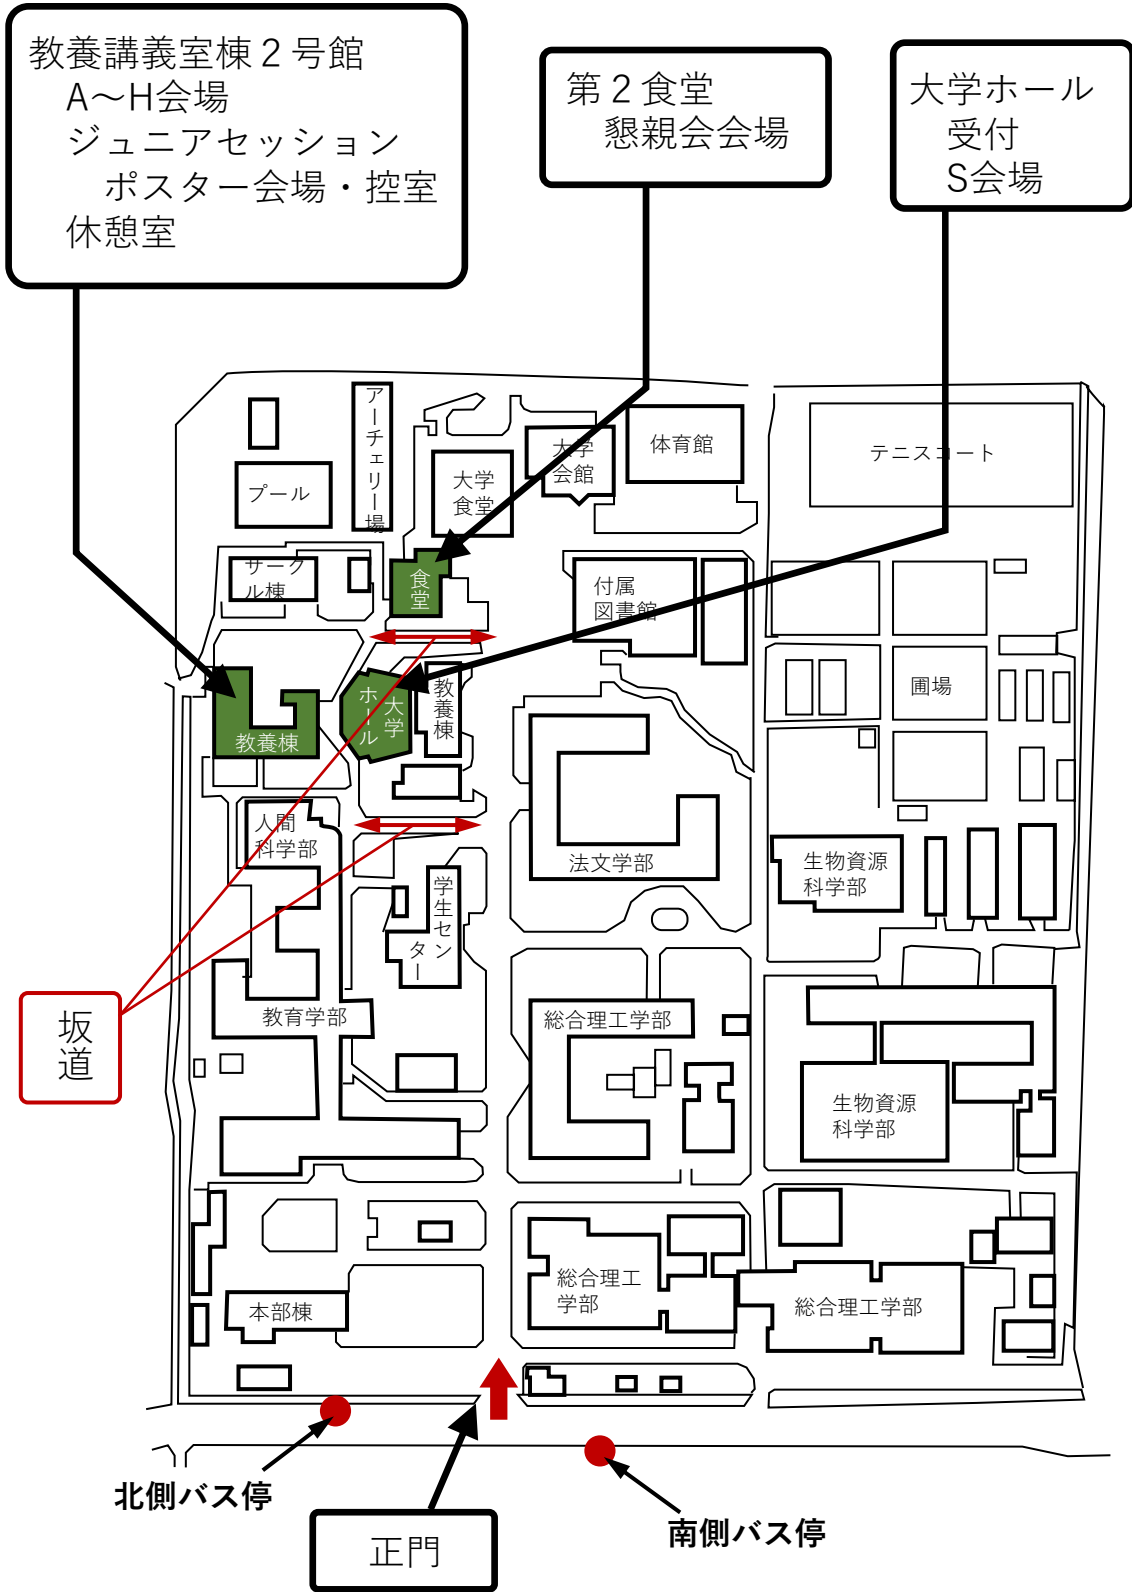 教養講義室棟２号館
A～H会場
ジュニアセッション
ポスター会場・控室
休憩室
第２食堂
懇親会会場
大学ホール
受付
S会場
アーチェリー場
プール
大学
食堂
大学
会館
体育館
テニスコート
サーク
ル棟
食堂
付属
図書館
教養棟
大学
ホール
教養棟
圃場
人間
科学部
法文学部
生物資源
科学部
学生セン
ター
坂道
教育学部
総合理工学部
生物資源
科学部
本部棟
総合理工
学部
総合理工学部
北側バス停
南側バス停
正門